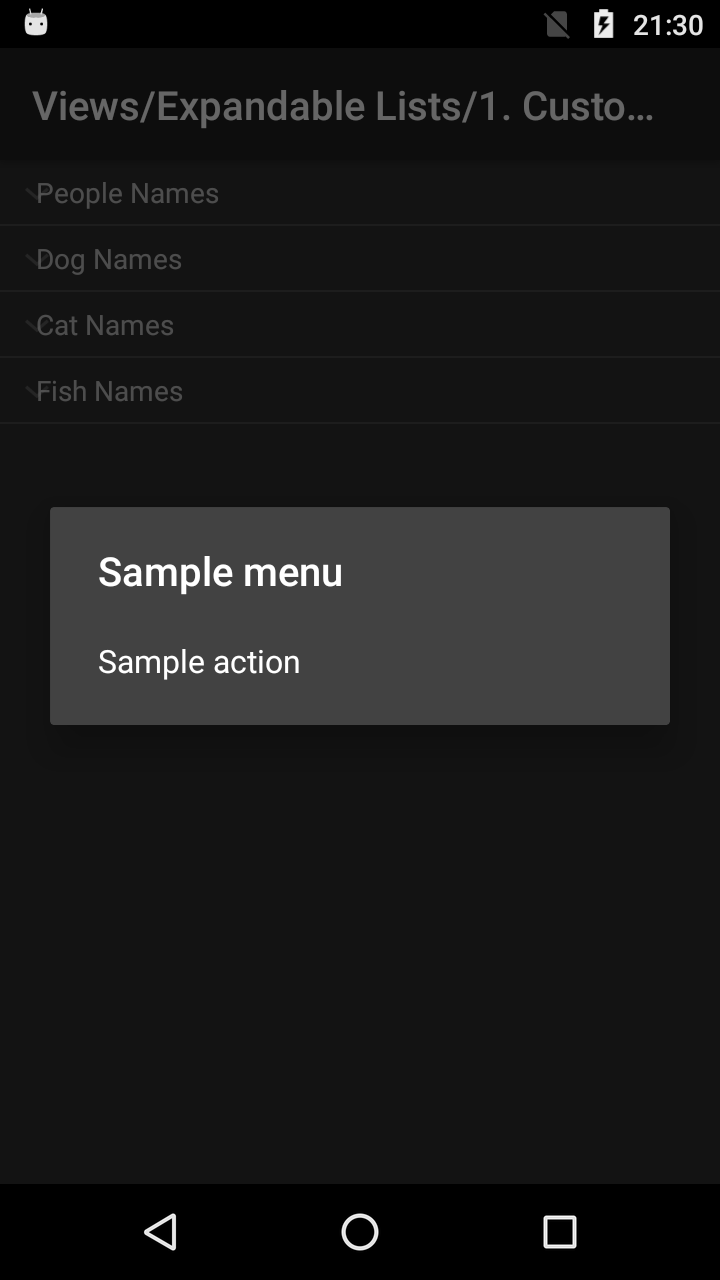 21:30
Views/Expandable Lists/1. Custo…
People Names
Dog Names
Cat Names
Fish Names
Sample menu
Sample action